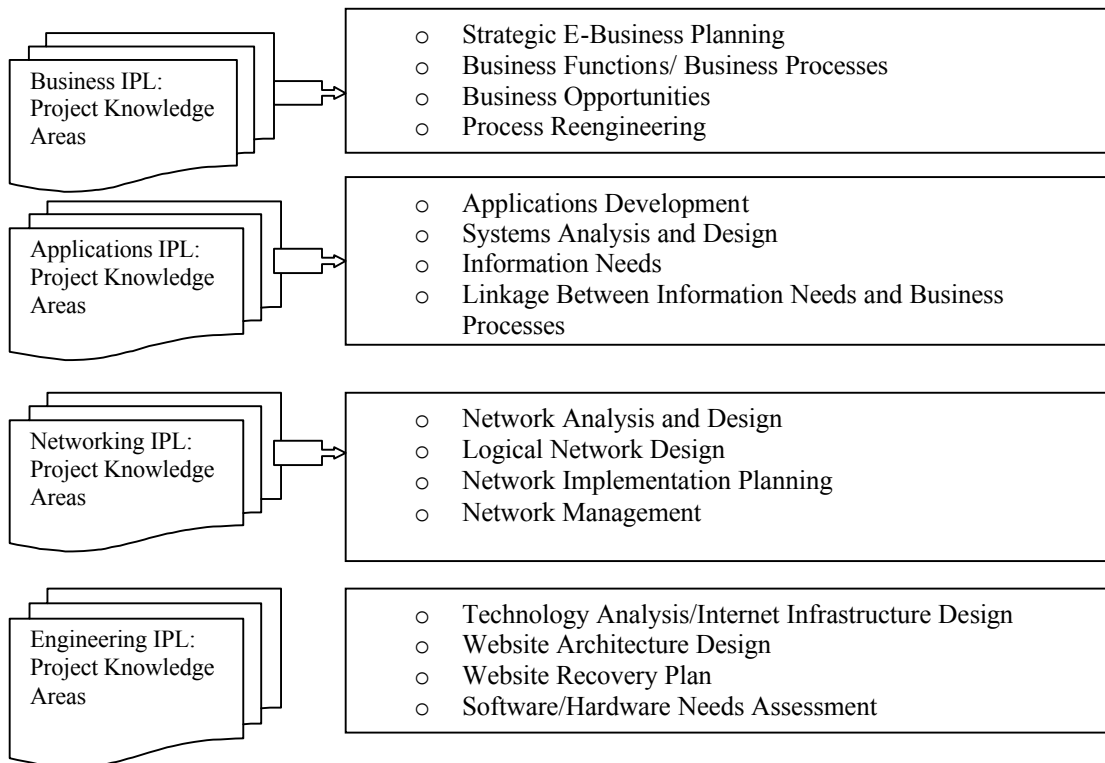 Business IPL:
Project Knowledge
Areas
o Strategic E-Business Planning
o Business Functions/ Business Processes
o Business Opportunities
o Process Reengineering
Applications IPL:
Project Knowledge
Areas
o Applications Development
o Systems Analysis and Design
o Information Needs
o Linkage Between Information Needs and Business
Processes
Networking IPL:
Project Knowledge
Areas
o Network Analysis and Design
o Logical Network Design
o Network Implementation Planning
o Network Management
Engineering IPL:
Project Knowledge
Areas
o Technology Analysis/Internet Infrastructure Design
o Website Architecture Design
o Website Recovery Plan
o Software/Hardware Needs Assessment